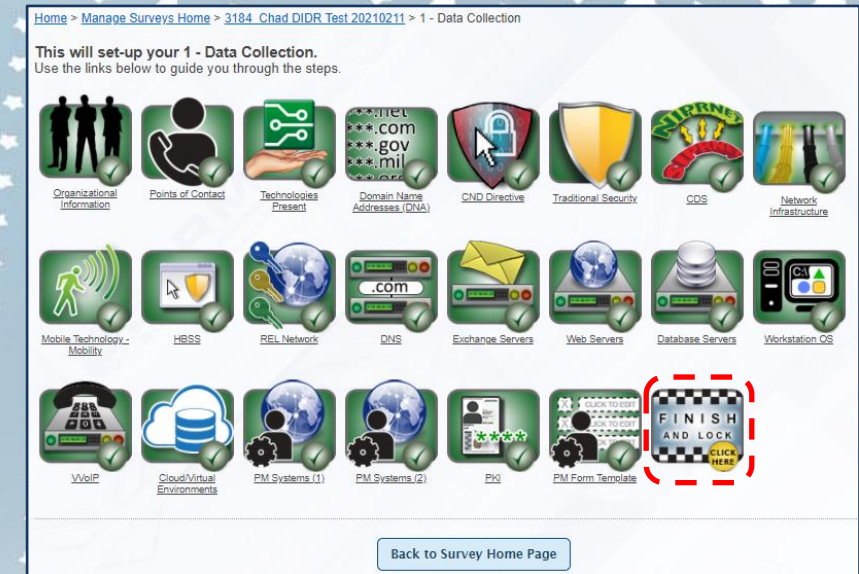 Home > Manage Surveys Home > 3184_Chad DIDR Test 20210211 > 1 - Data Collection
This will set-up your 1 - Data Collection.
Use the links below to guide you through the steps.
***.net
***.com
***.gov
***.mil
***.org
NIPRNET
SIPRNET
Organizational
Information
Points of Contact
Technologies
Present
Domain Name
Addresses (DNA)
CND Directive
Traditional Security
CDS
Network
Infrastructure
.com
C:\
Mobile Technology -
Mobility
HBSS
REL Network
DNS
Exchange Servers
Web Servers
Database Servers
Workstation OS
****
CLICK TO EDIT
CLICK TO EDIT
CLICK TO EDIT
FINISH
AND LOCK
CLICK
HERE
VVoIP
Cloud/Virtual
Environments
PM Systems (1)
PM Systems (2)
PKI
PM Form Template
Back to Survey Home Page